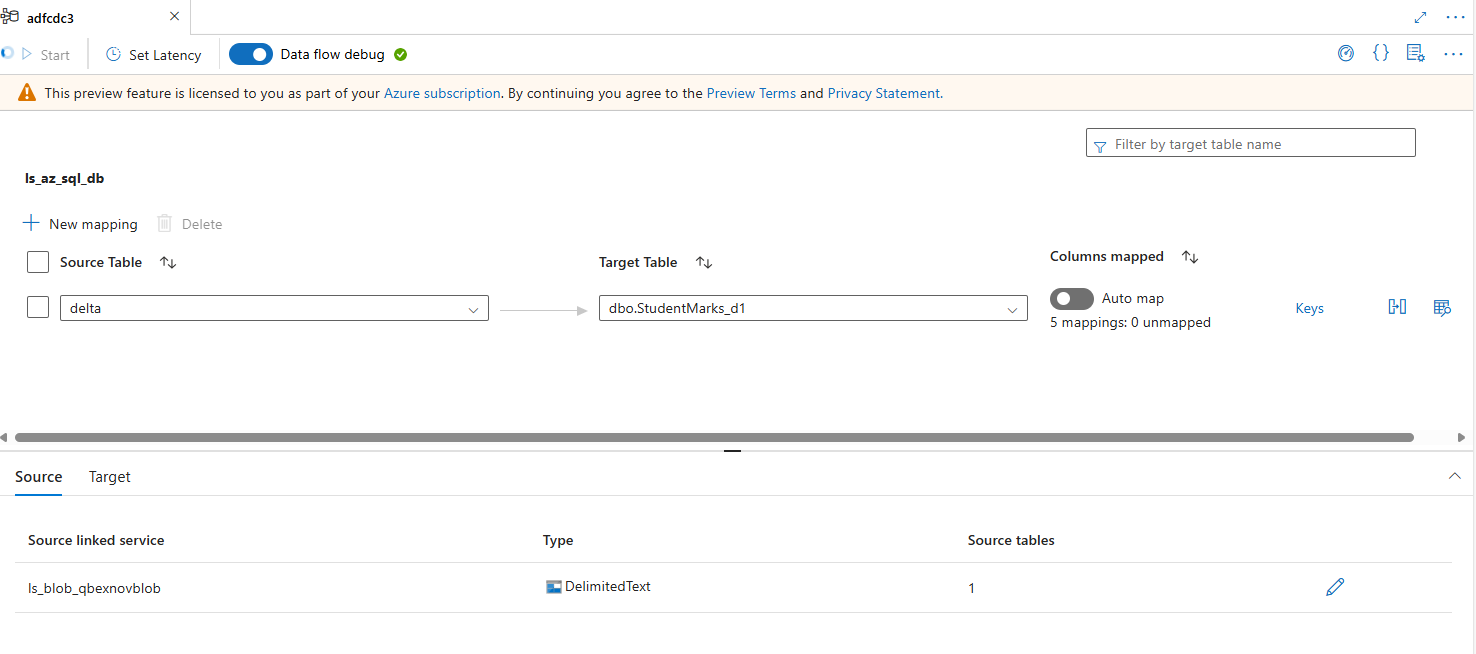 adfcdc3
Start
Set Latency
Data flow debug
This preview feature is licensed to you as part of your Azure subscription. By continuing you agree to the Preview Terms and Privacy Statement.
Filter by target table name
ls_az_sql_db
New mapping
Delete
Source Table
Target Table
Columns mapped
delta
dbo.StudentMarks_d1
Auto map
5 mappings: 0 unmapped
Keys
Source
Target
Source linked service
Type
Source tables
ls_blob_qbexnovblob
DelimitedText
1